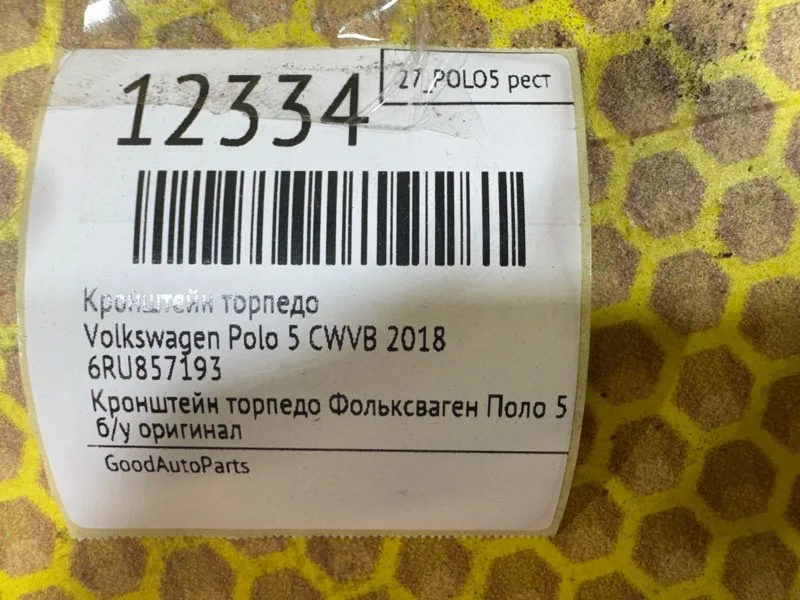 27_POLO5 рест
12334
Кронштейн торпедо
Volkswagen Polo 5 CWVB 2018
6RU857193
Кронштейн торпедо Фольксваген Поло 5
б/у оригинал
GoodAutoParts